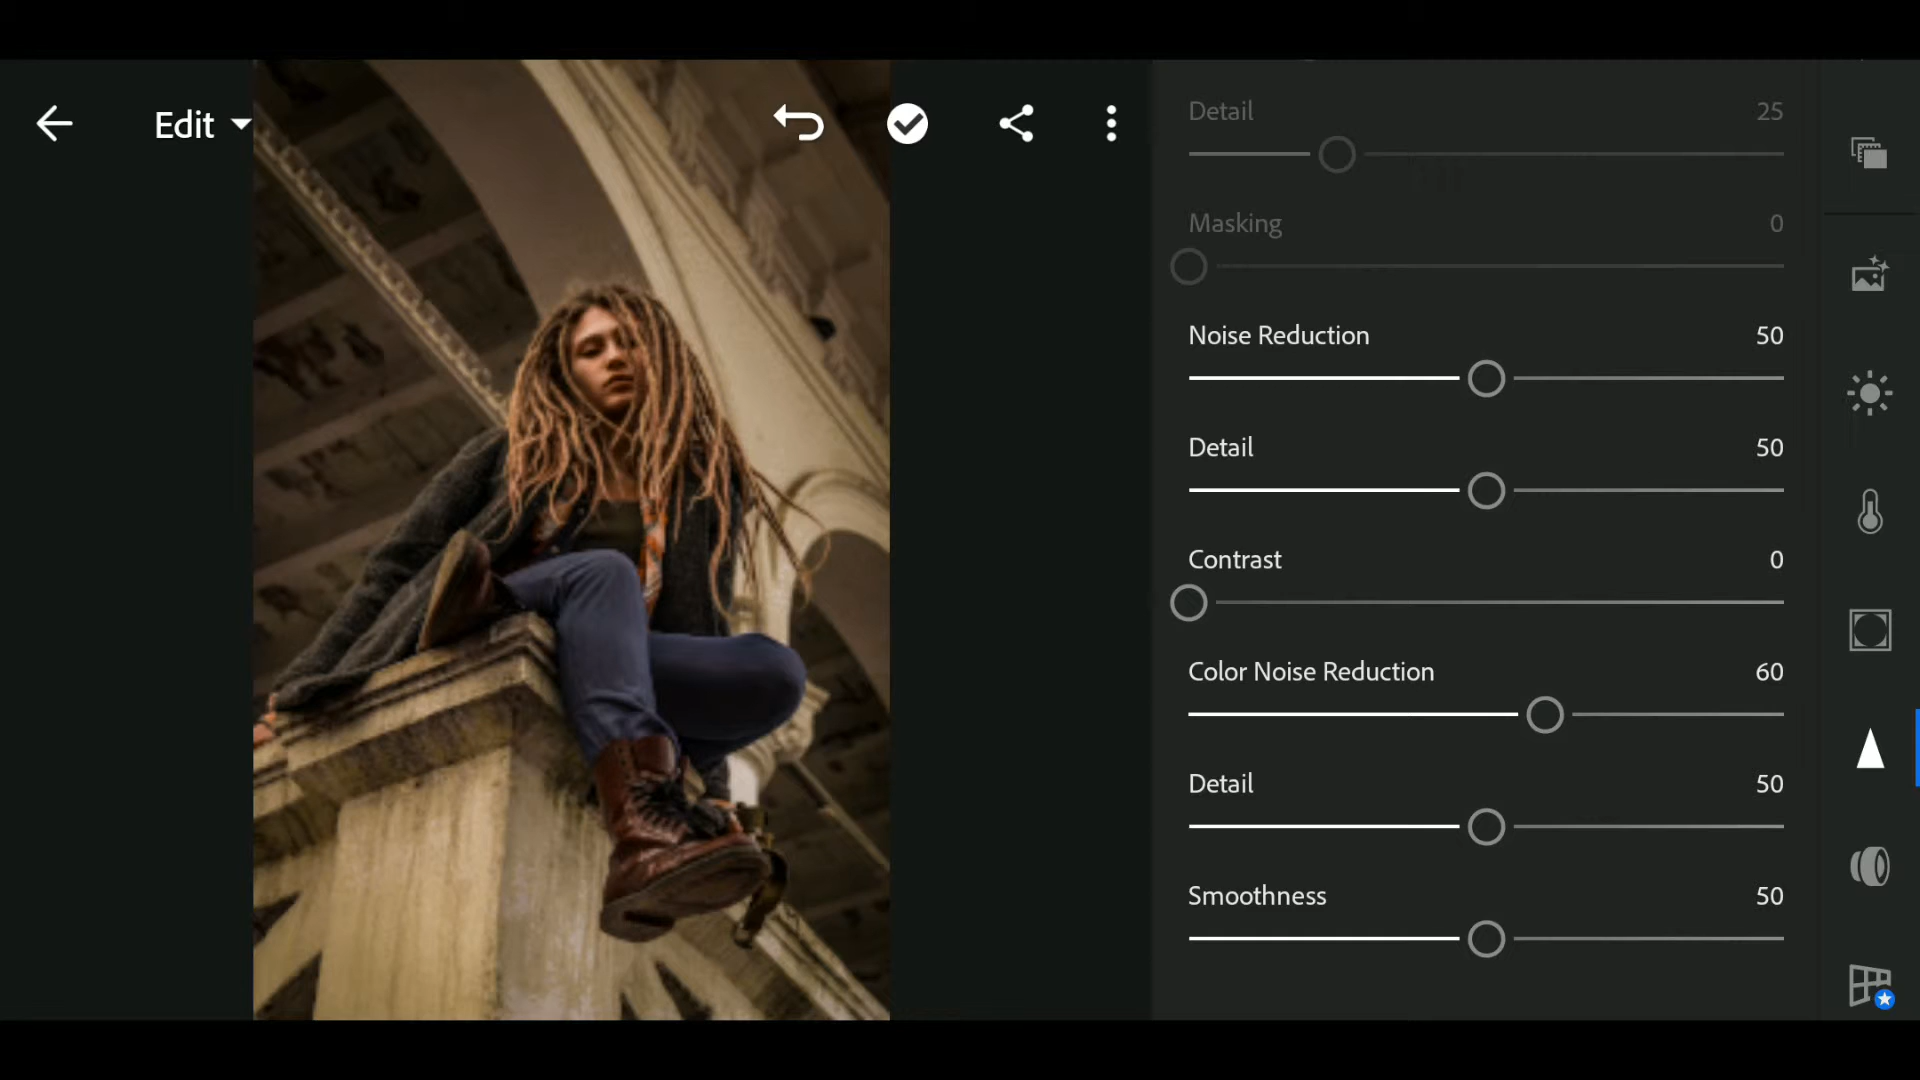 Edit
Detail 25
Masking 0
Noise Reduction 50
Detail 50
Contrast 0
Color Noise Reduction 60
Detail 50
Smoothness 50